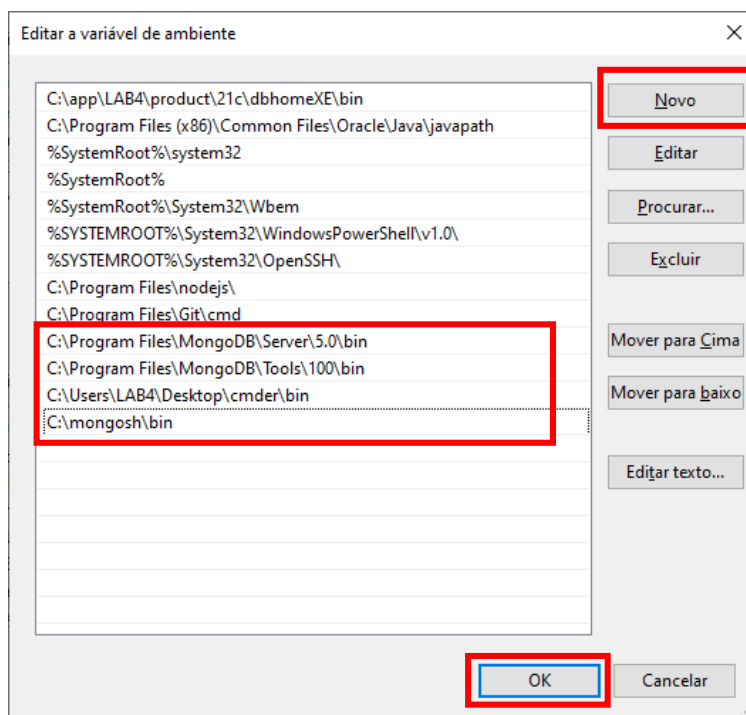 Editar a variável de ambiente
C:\app\LAB4\product\21c\dbhomeXE\bin
C:\Program Files (x86)\Common Files\Oracle\Java\javapath
%SystemRoot%\system32
%SystemRoot%
%SystemRoot%\System32\Wbem
%SYSTEMROOT%\System32\WindowsPowerShell\v1.0\
%SYSTEMROOT%\System32\OpenSSH\
C:\Program Files\nodejs\
C:\Program Files\Git\cmd
C:\Program Files\MongoDB\Server\5.0\bin
C:\Program Files\MongoDB\Tools\100\bin
C:\Users\LAB4\Desktop\cmder\bin
C:\mongosh\bin
Novo
Editar
Procurar...
Excluir
Mover para Cima
Mover para baixo
Editar texto...
OK
Cancelar